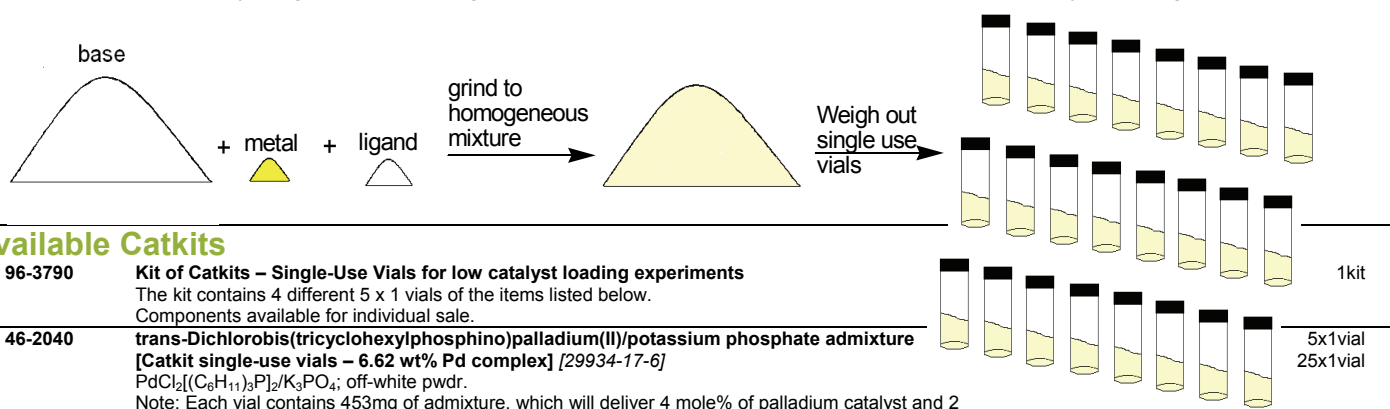 base
+ metal + ligand
grind to
homogeneous
mixture
Weigh out
single use
vials
vailable Catkits
96-3790 Kit of Catkits – Single-Use Vials for low catalyst loading experiments 1kit
The kit contains 4 different 5 x 1 vials of the items listed below.
Components available for individual sale.
46-2040 trans-Dichlorobis(tricyclohexylphosphino)palladium(II)/potassium phosphate admixture 5x1vial
[Catkit single-use vials – 6.62 wt% Pd complex] [29934-17-6] 25x1vial
PdCl₂[(C₆H₁₁)₃P]₂/K₃PO₄; off-white pwdr.
Note: Each vial contains 453mg of admixture, which will deliver 4 mole% of palladium catalyst and 2